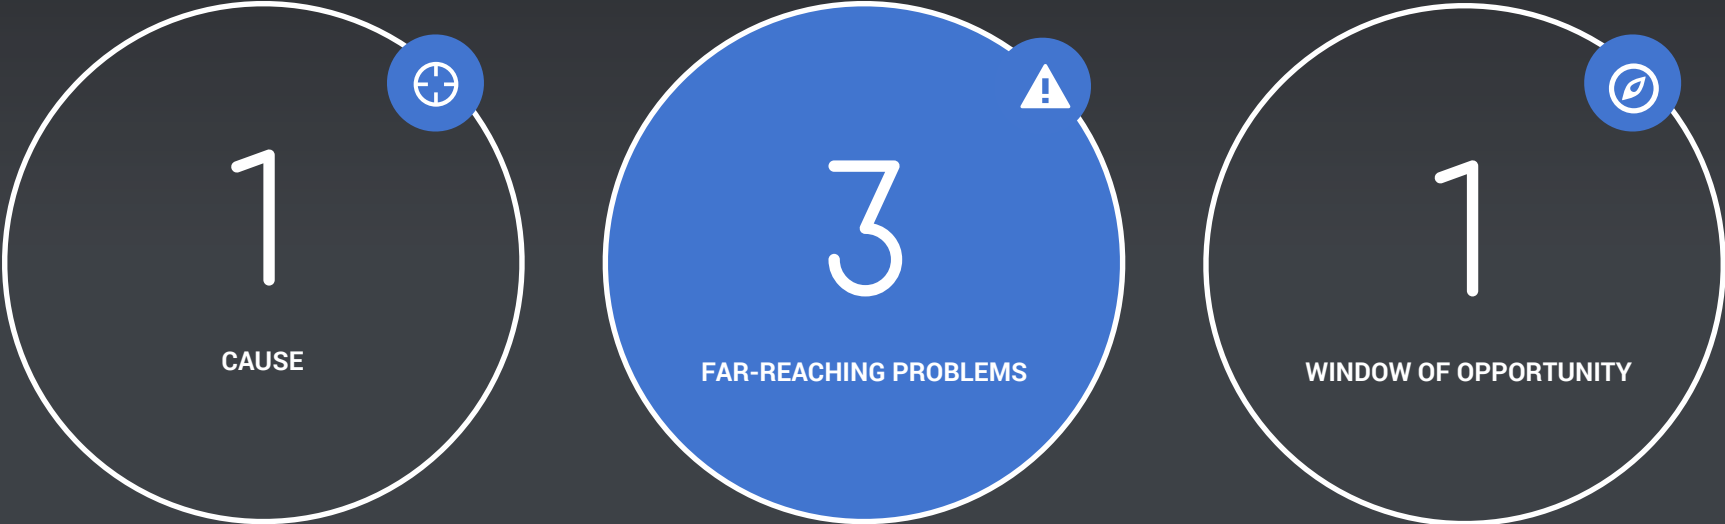 1
CAUSE
3
FAR-REACHING PROBLEMS
1
WINDOW OF OPPORTUNITY